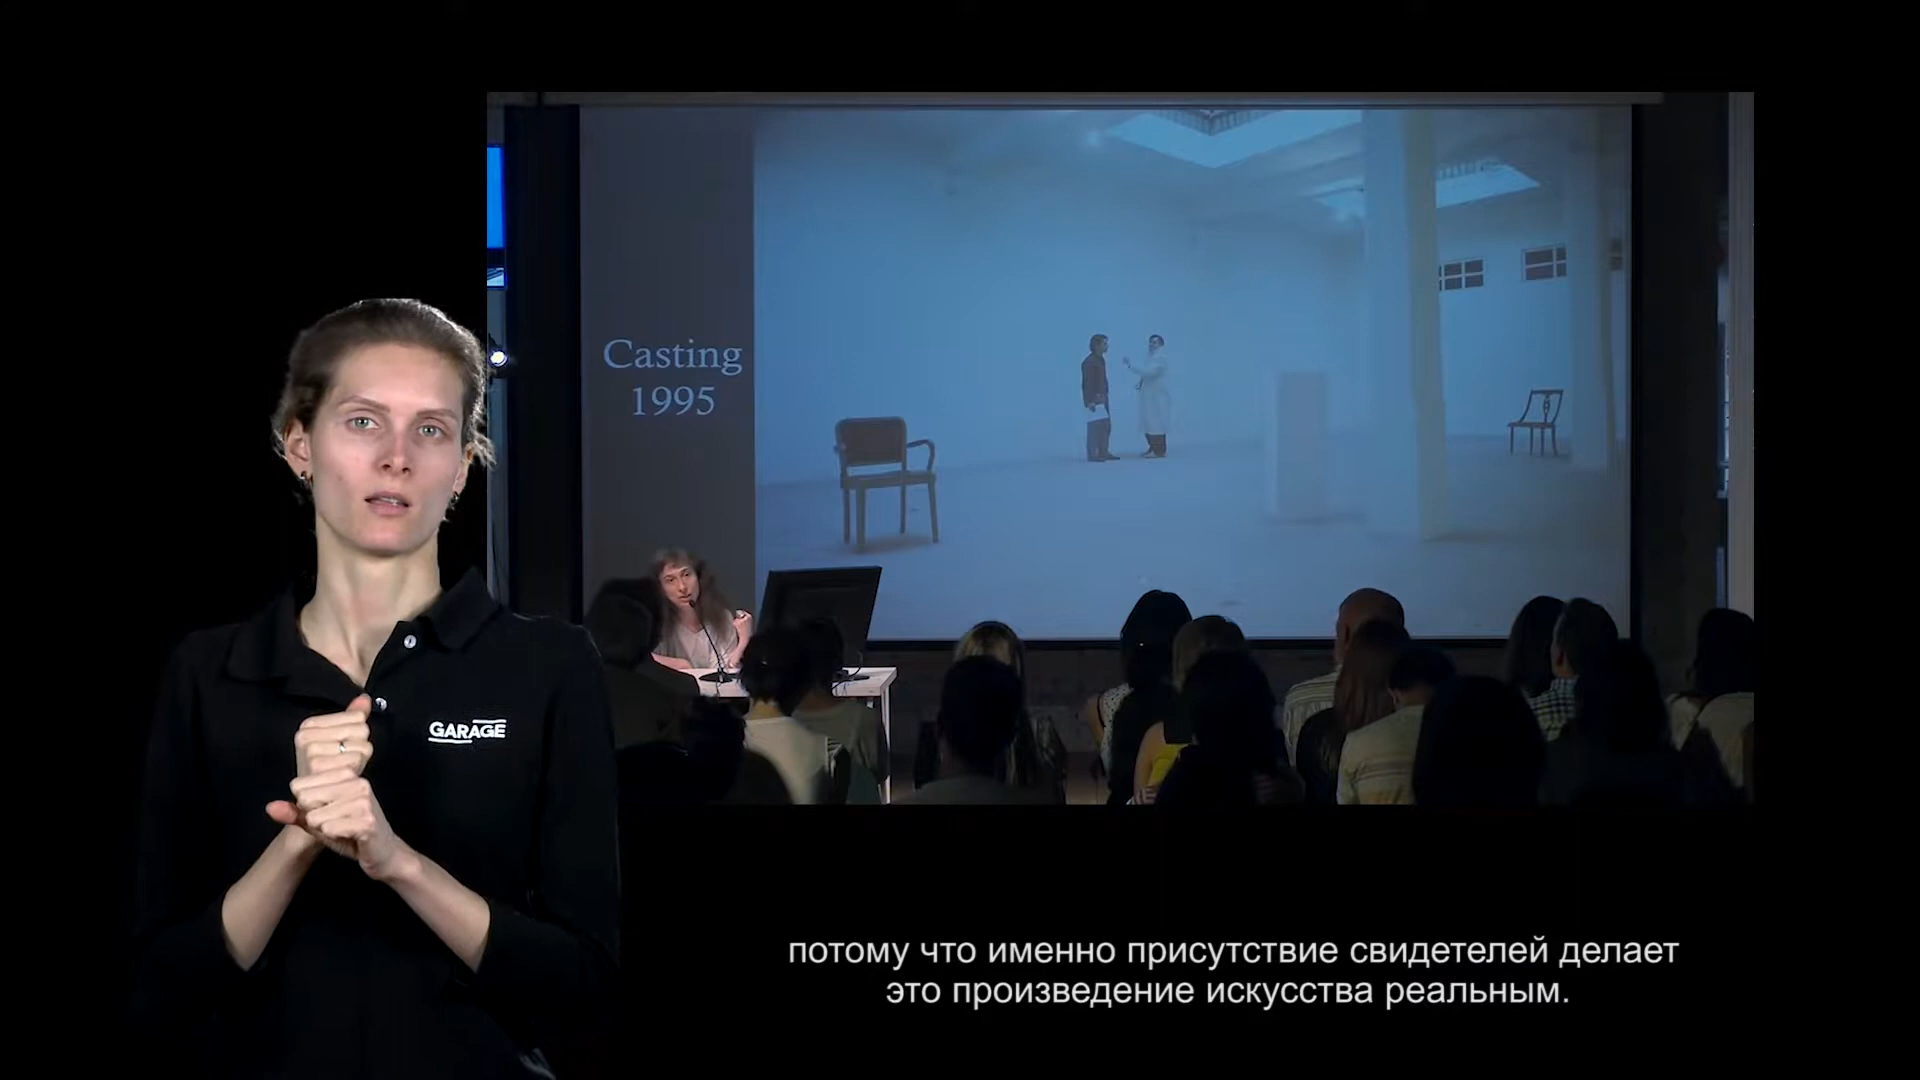 Casting
1995
GARAGE
потому что именно присутствие свидетелей делает
это произведение искусства реальным.